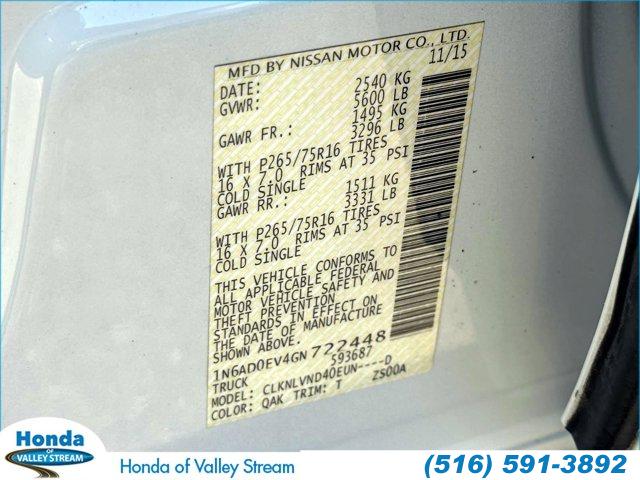 MFD BY NISSAN MOTOR CO., LTD.
DATE: 11/15
GVWR: 2540 KG
5600 LB
GAWR FR.: 1495 KG
3296 LB
WITH P265/75R16 TIRES
16 X 7.0 RIMS AT 35 PSI
COLD SINGLE
GAWR RR.: 1511 KG
3331 LB
WITH P265/75R16 TIRES
16 X 7.0 RIMS AT 35 PSI
COLD SINGLE
THIS VEHICLE CONFORMS TO
ALL APPLICABLE FEDERAL
MOTOR VEHICLE SAFETY AND
THEFT PREVENTION
STANDARDS IN EFFECT ON
THE DATE OF MANUFACTURE
SHOWN ABOVE.
1N6AD0EV4GN722448
TRUCK 593687
MODEL: CLKNLVND40EUN----D
COLOR: QAK TRIM: T ZS00A
Honda
OF
VALLEY STREAM
Honda of Valley Stream
(516) 591-3892